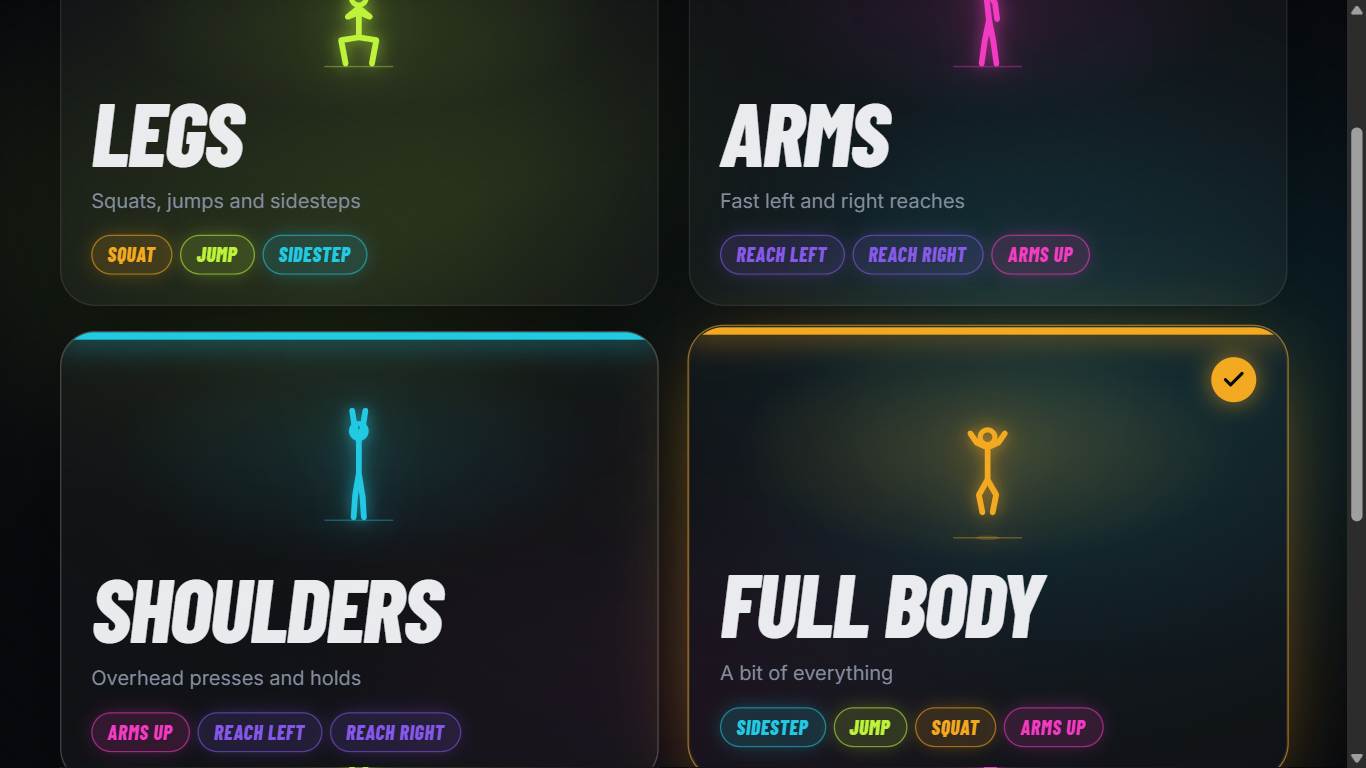 LEGS
Squats, jumps and sidesteps
SQUAT JUMP SIDESTEP
ARMS
Fast left and right reaches
REACH LEFT REACH RIGHT ARMS UP
SHOULDERS
Overhead presses and holds
ARMS UP REACH LEFT REACH RIGHT
FULL BODY
A bit of everything
SIDESTEP JUMP SQUAT ARMS UP